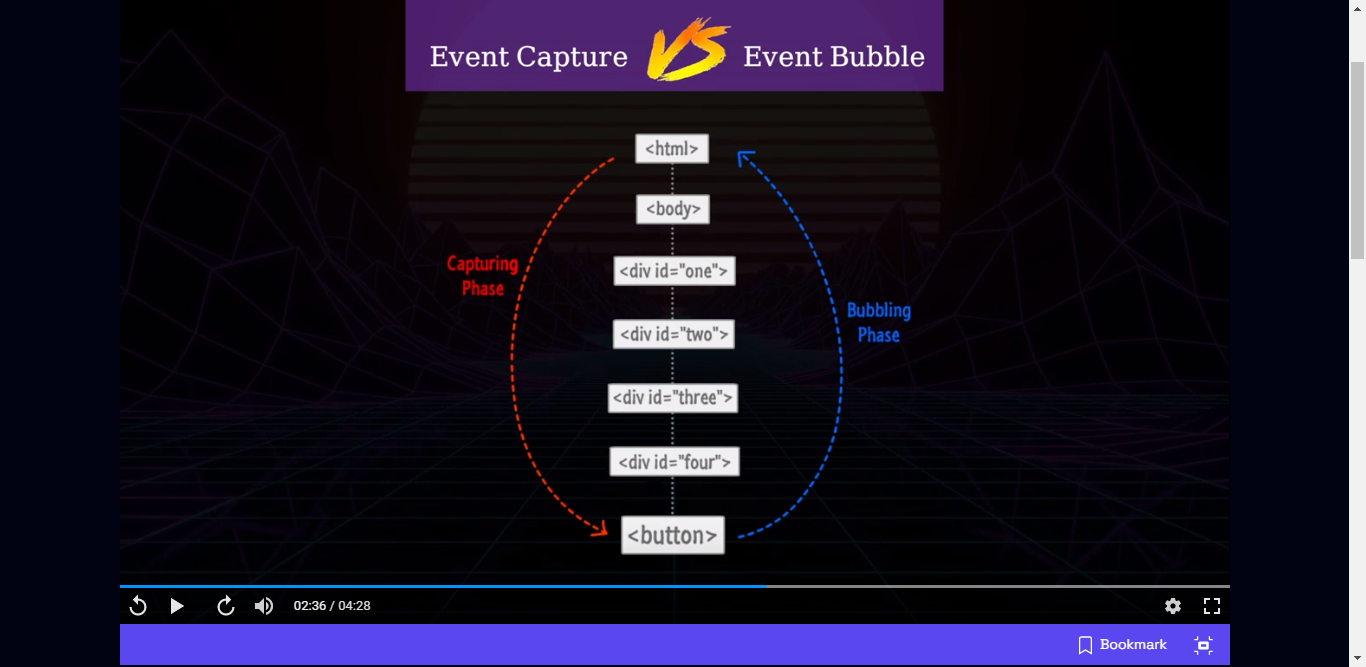 Event Capture VS Event Bubble
<html>
<body>
Capturing
Phase
<div id="one">
Bubbling
Phase
<div id="two">
<div id="three">
<div id="four">
<button>
02:36 / 04:28
Bookmark